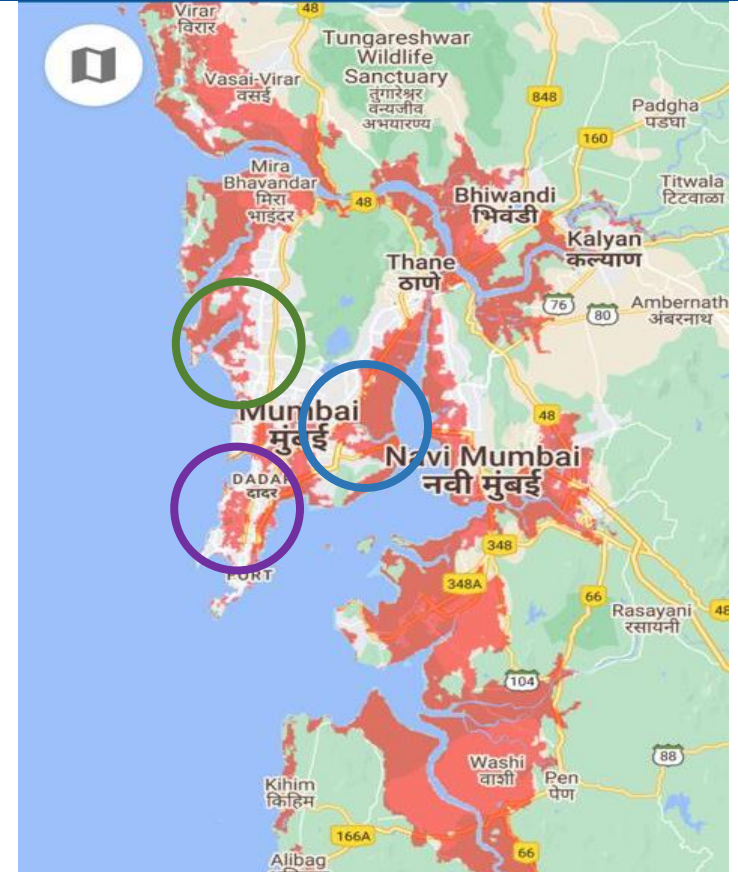 Virar
विरार
48
Tungareshwar
Wildlife
Sanctuary
तुंगारेश्वर
वन्यजीव
अभयारण्य
Vasai-Virar
वसई
848
Padgha
पडघा
160
Mira
Bhavandar
मिरा
भाइंदर
48
Bhiwandi
भिवंडी
Titwala
टिटवाळा
Kalyan
कल्याण
Thane
ठाणे
76
80
Ambernath
अंबरनाथ
Mumbai
मुंबई
48
Navi Mumbai
नवी मुंबई
DADAR
दादर
FORT
348
348A
66
Rasayani
रसायनी
48
104
Washi
वाशी
Pen
पेण
88
Kihim
किहिम
166A
66
Alibag